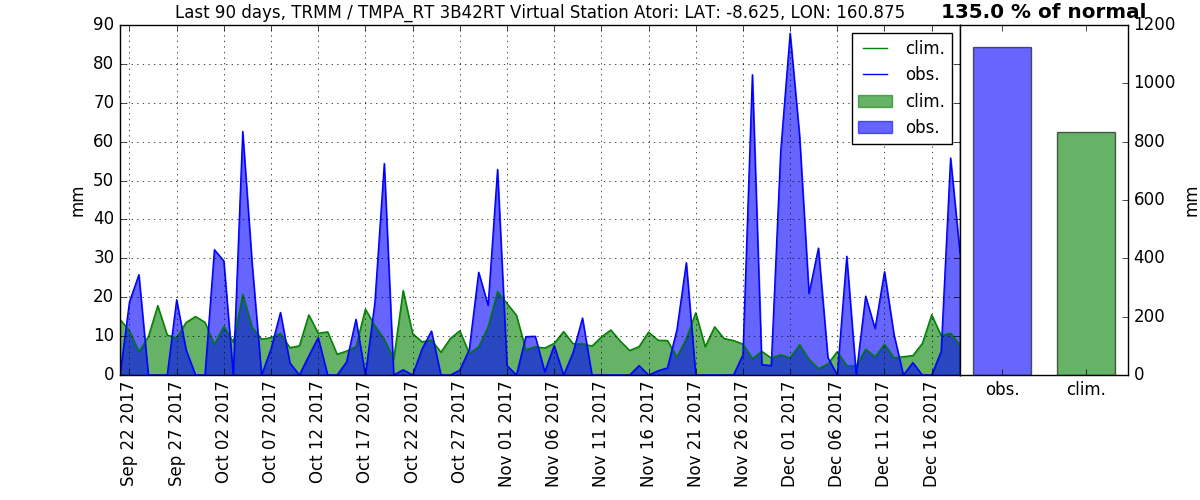 Last 90 days, TRMM / TMPA_RT 3B42RT Virtual Station Atori: LAT: -8.625, LON: 160.875
135.0 % of normal
90
80
70
60
50
40
30
20
10
0
mm
clim.
obs.
clim.
obs.
Sep 22 2017
Sep 27 2017
Oct 02 2017
Oct 07 2017
Oct 12 2017
Oct 17 2017
Oct 22 2017
Oct 27 2017
Nov 01 2017
Nov 06 2017
Nov 11 2017
Nov 16 2017
Nov 21 2017
Nov 26 2017
Dec 01 2017
Dec 06 2017
Dec 11 2017
Dec 16 2017
1200
1000
800
600
400
200
0
mm
obs.
clim.